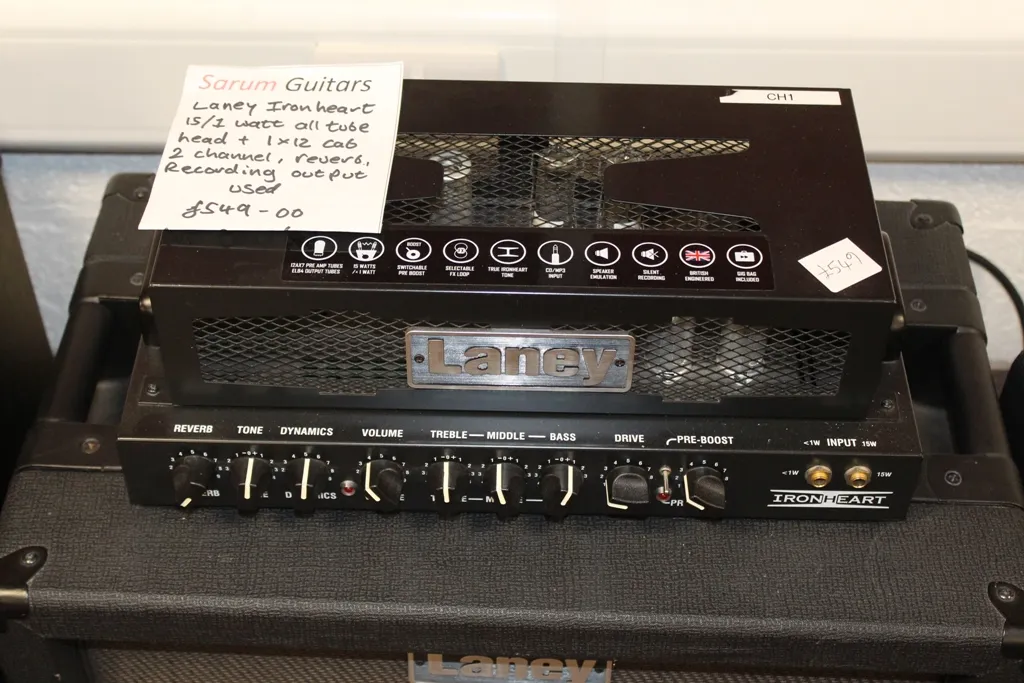 Sarum Guitars
Laney Ironheart
15/1 watt all tube
head + 1x12 cab
2 channel, reverb,
Recording output
used
£549-00
CH1
£549
12AX7 PRE AMP TUBES
EL84 OUTPUT TUBES
15 WATTS
/< 1 WATT
BOOST
SWITCHABLE
PRE BOOST
SELECTABLE
FX LOOP
TRUE IRONHEART
TONE
CD/MP3
INPUT
SPEAKER
EMULATION
SILENT
RECORDING
BRITISH
ENGINEERED
GIG BAG
INCLUDED
Laney
REVERB TONE DYNAMICS VOLUME TREBLE MIDDLE BASS DRIVE PRE-BOOST <1W INPUT 15W
<1W 15W
IRONHEART
Laney